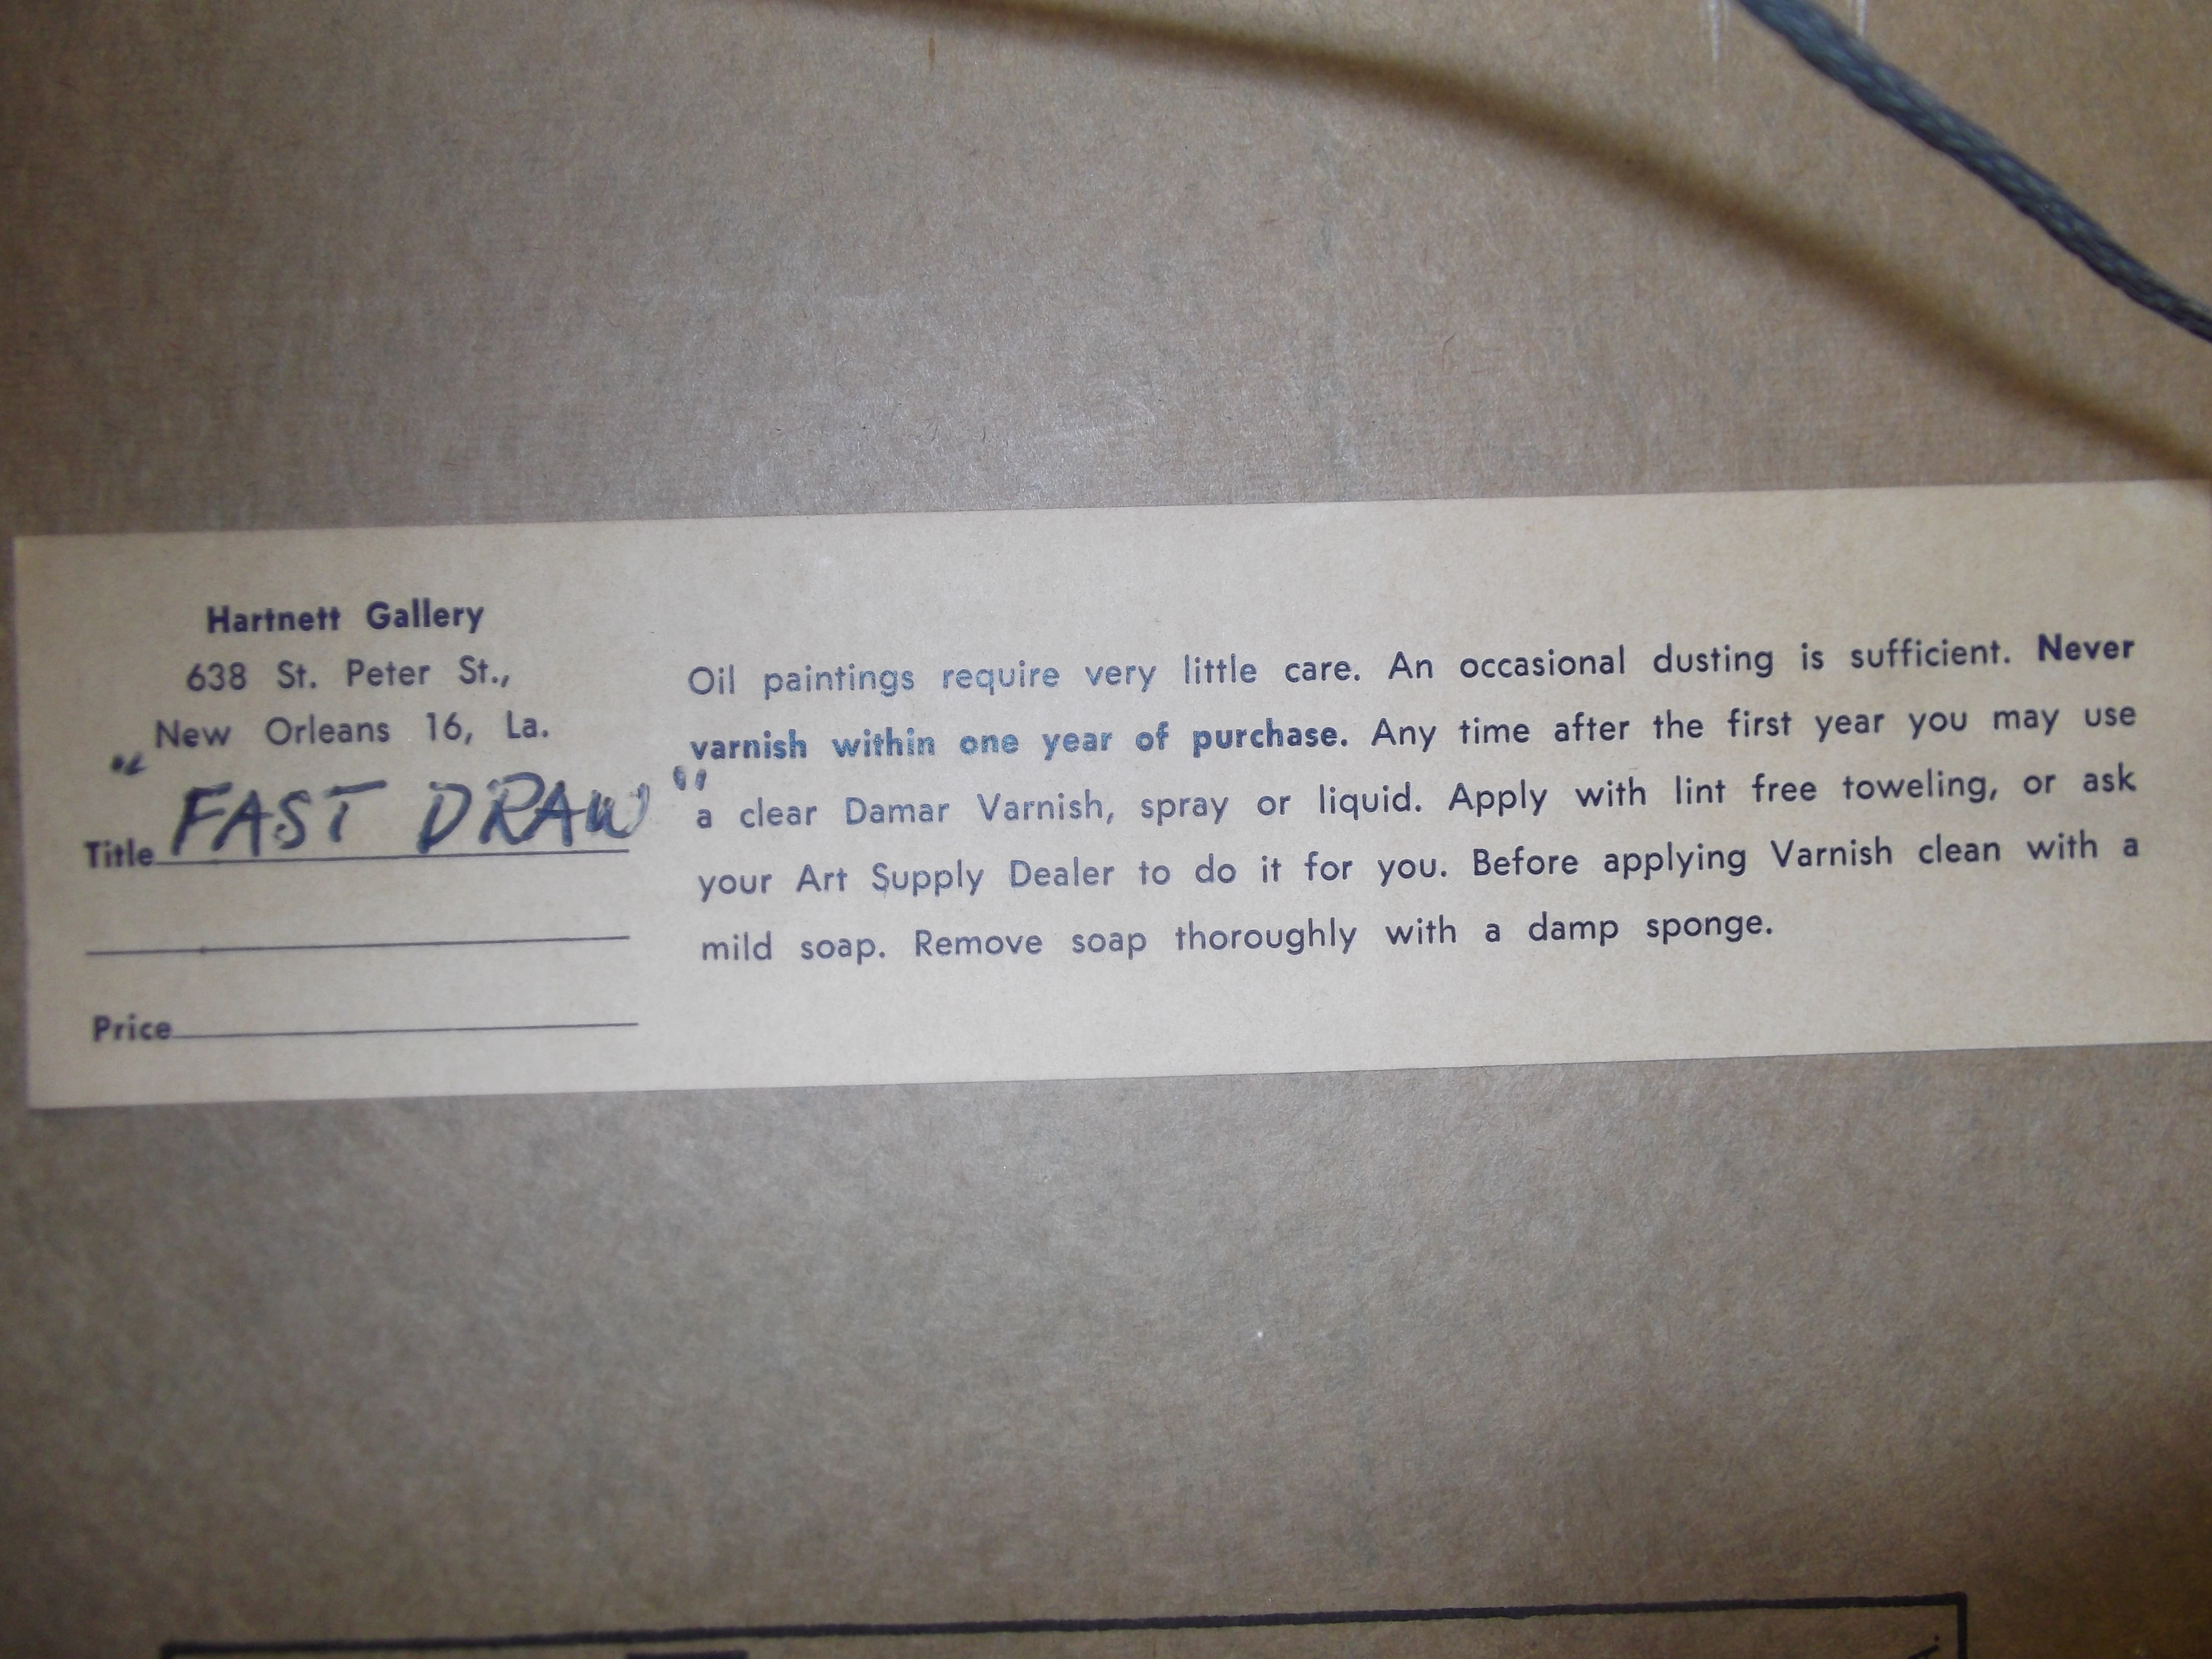 Hartnett Gallery
638 St. Peter St.,
New Orleans 16, La.
Title "FAST DRAW"
Price
Oil paintings require very little care. An occasional dusting is sufficient. Never
varnish within one year of purchase. Any time after the first year you may use
a clear Damar Varnish, spray or liquid. Apply with lint free toweling, or ask
your Art Supply Dealer to do it for you. Before applying Varnish clean with a
mild soap. Remove soap thoroughly with a damp sponge.